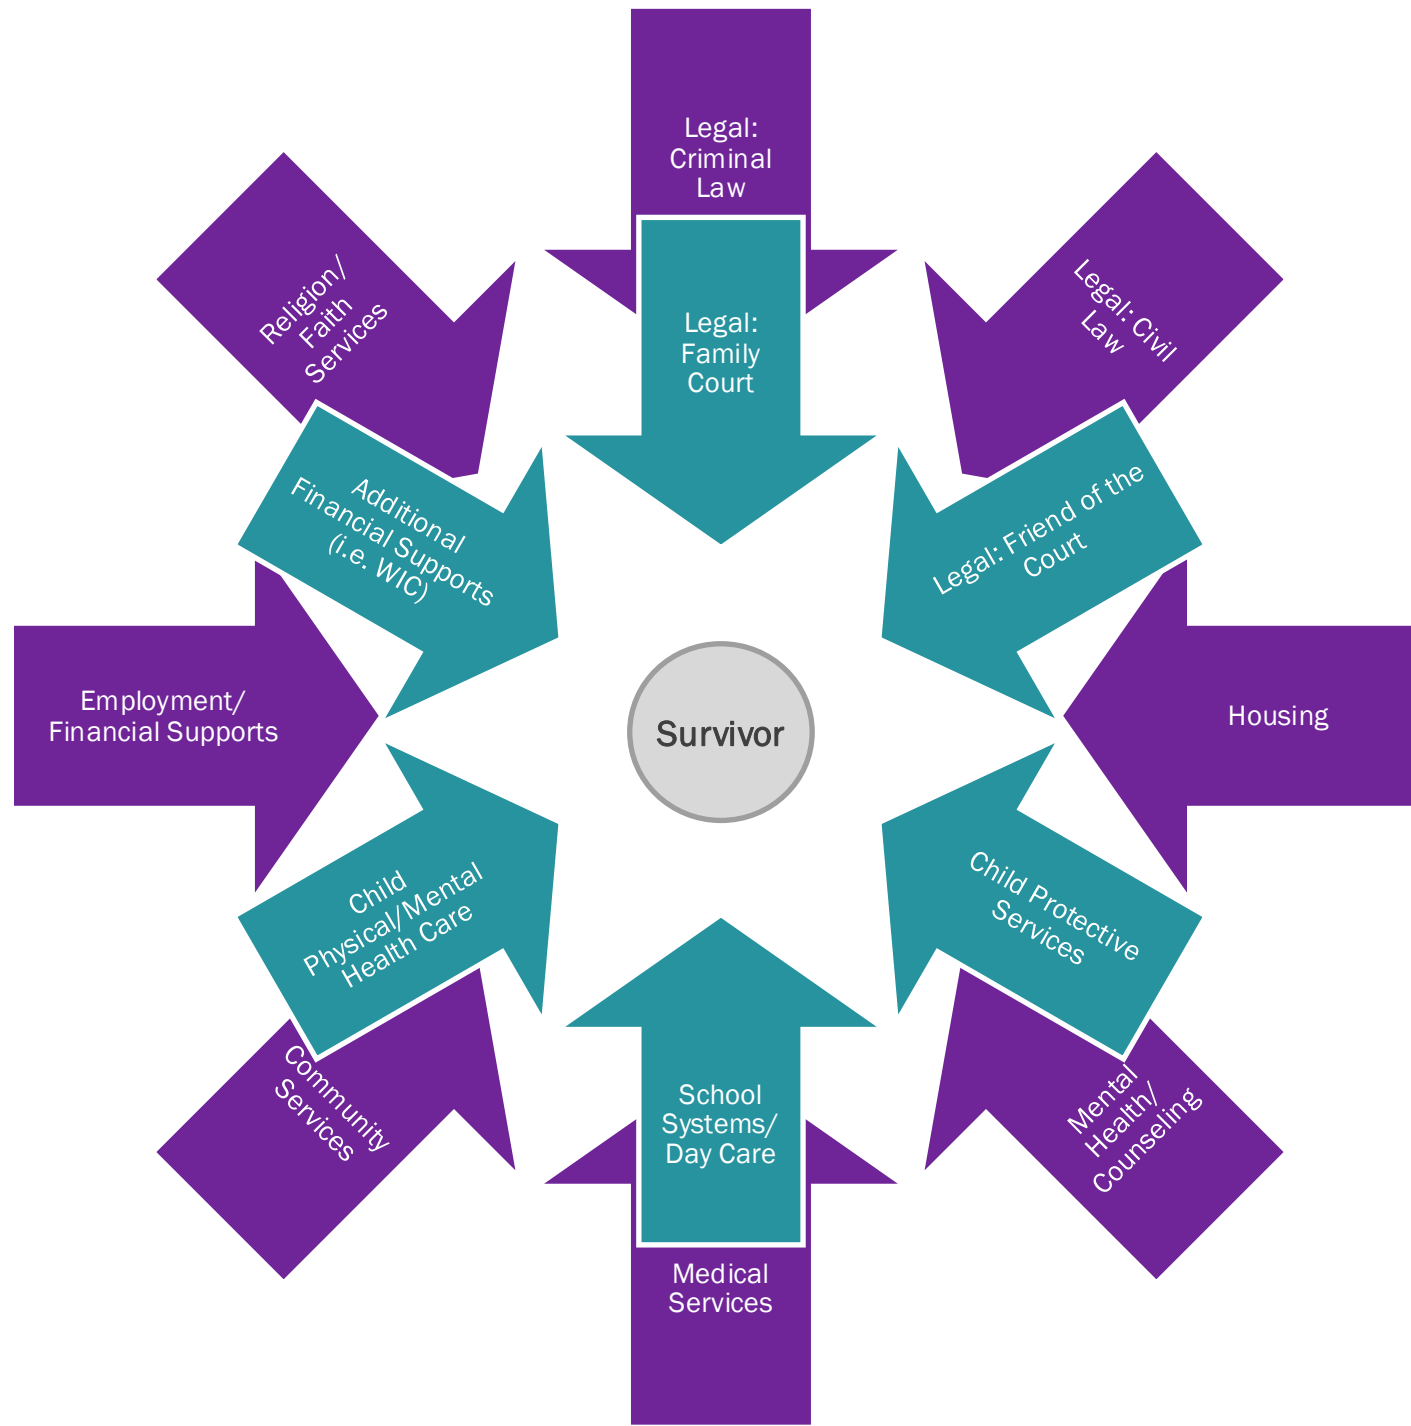 Legal:
Criminal
Law
Religion/
Faith
Services
Legal: Civil
Law
Legal:
Family
Court
Additional
Financial Supports
(i.e. WIC)
Legal: Friend of the
Court
Employment/
Financial Supports
Survivor
Housing
Child
Physical/Mental
Health Care
Child Protective
Services
Community
Services
School
Systems/
Day Care
Mental
Health/
Counseling
Medical
Services